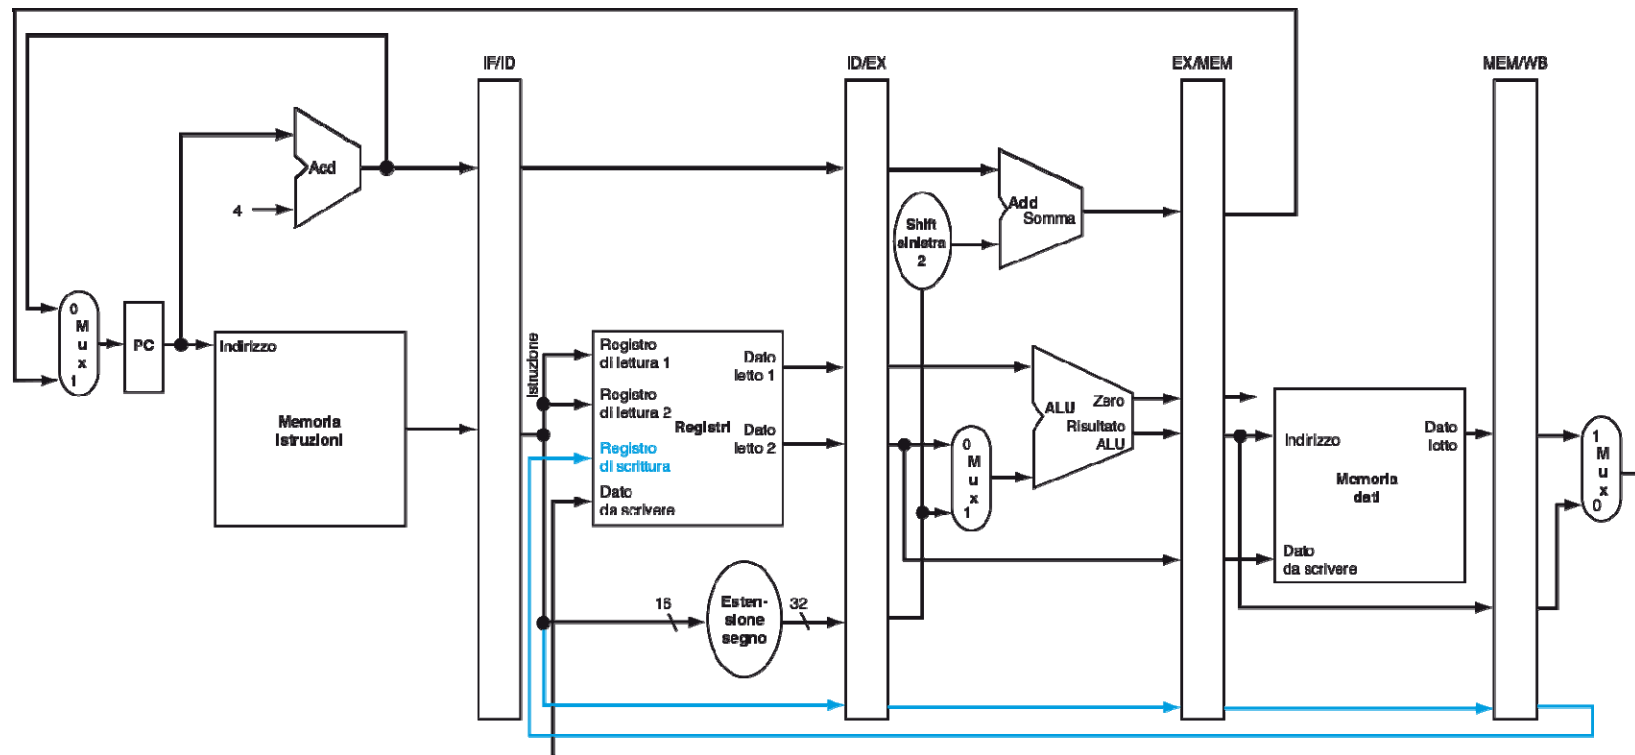 IF/ID
ID/EX
EX/MEM
MEM/WB
Add
4
Add
Somma
Shift
sinistra
2
0
M
u
x
1
PC
Indirizzo
Memoria
istruzioni
Istruzione
Registro
di lettura 1
Registro
di lettura 2
Registri
Registro
di scrittura
Dato
da scrivere
Dato
letto 1
Dato
letto 2
0
M
u
x
1
ALU
Zero
Risultato
ALU
Indirizzo
Dato
letto
Memoria
dati
Dato
da scrivere
1
M
u
x
0
16
Esten-
sione
segno
32